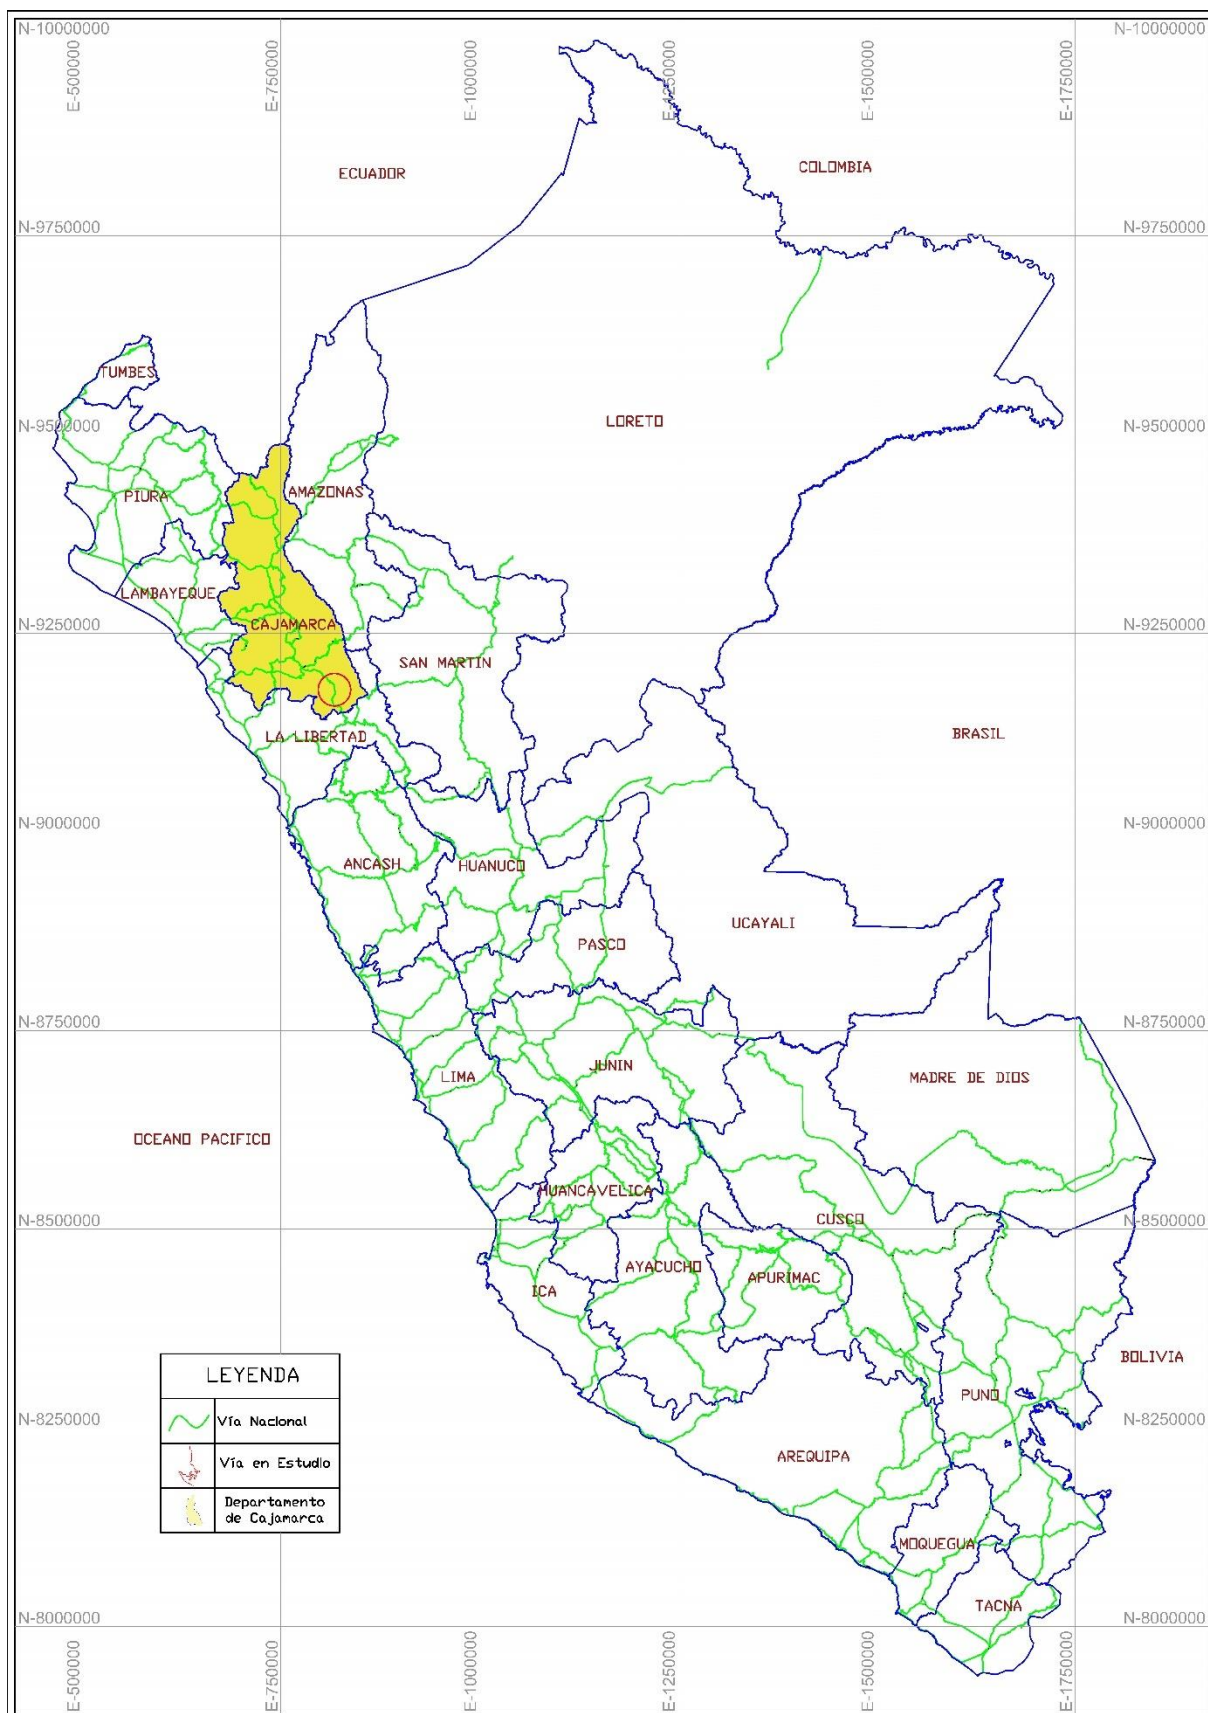 N-10000000
N-10000000
E-500000
E-750000
E-1000000
E-1250000
E-1500000
E-1750000
ECUADOR
COLOMBIA
N-9750000
N-9750000
TUMBES
LORETO
N-9500000
N-9500000
PIURA
AMAZONAS
LAMBAYEQUE
CAJAMARCA
N-9250000
N-9250000
SAN MARTIN
LA LIBERTAD
BRASIL
N-9000000
N-9000000
ANCASH
HUANUCO
UCAYALI
PASCO
N-8750000
N-8750000
LIMA
JUNIN
MADRE DE DIOS
OCEANO PACIFICO
HUANCAVELICA
N-8500000
N-8500000
CUSCO
AYACUCHO
APURIMAC
ICA
BOLIVIA
PUNO
N-8250000
N-8250000
AREQUIPA
MOQUEGUA
TACNA
LEYENDA
Vía Nacional
Vía en Estudio
Departamento
de Cajamarca
N-8000000
N-8000000
E-500000
E-750000
E-1000000
E-1250000
E-1500000
E-1750000